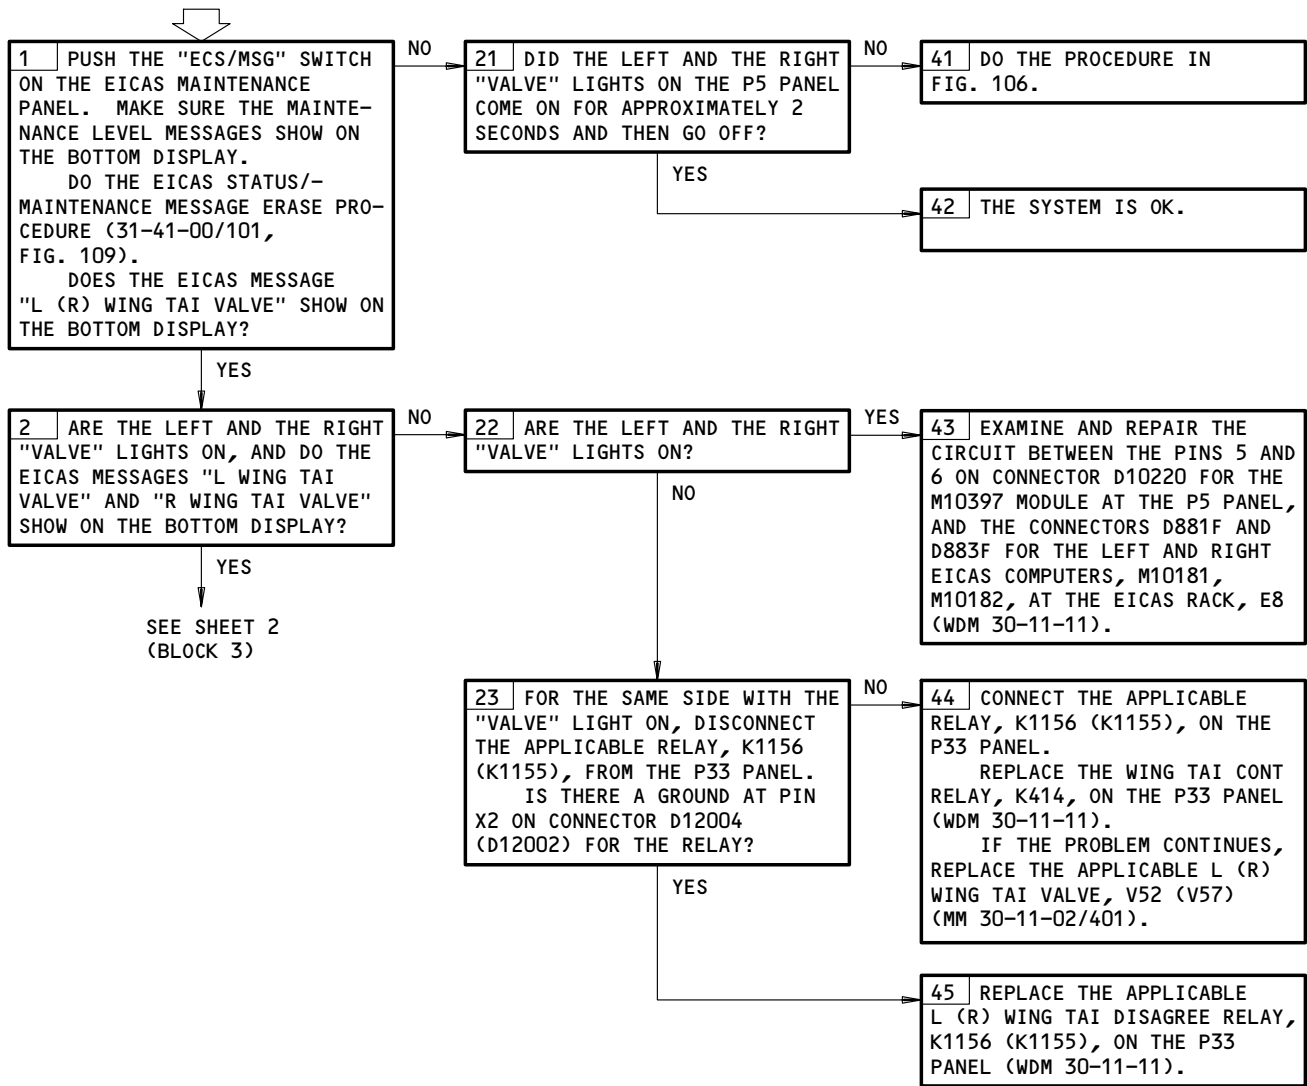 1 PUSH THE "ECS/MSG" SWITCH
ON THE EICAS MAINTENANCE
PANEL. MAKE SURE THE MAINTE-
NANCE LEVEL MESSAGES SHOW ON
THE BOTTOM DISPLAY.
DO THE EICAS STATUS/-
MAINTENANCE MESSAGE ERASE PRO-
CEDURE (31-41-00/101,
FIG. 109).
DOES THE EICAS MESSAGE
"L (R) WING TAI VALVE" SHOW ON
THE BOTTOM DISPLAY?
NO
21 DID THE LEFT AND THE RIGHT
"VALVE" LIGHTS ON THE P5 PANEL
COME ON FOR APPROXIMATELY 2
SECONDS AND THEN GO OFF?
NO
41 DO THE PROCEDURE IN
FIG. 106.
YES
42 THE SYSTEM IS OK.
YES
2 ARE THE LEFT AND THE RIGHT
"VALVE" LIGHTS ON, AND DO THE
EICAS MESSAGES "L WING TAI
VALVE" AND "R WING TAI VALVE"
SHOW ON THE BOTTOM DISPLAY?
NO
22 ARE THE LEFT AND THE RIGHT
"VALVE" LIGHTS ON?
YES
43 EXAMINE AND REPAIR THE
CIRCUIT BETWEEN THE PINS 5 AND
6 ON CONNECTOR D10220 FOR THE
M10397 MODULE AT THE P5 PANEL,
AND THE CONNECTORS D881F AND
D883F FOR THE LEFT AND RIGHT
EICAS COMPUTERS, M10181,
M10182, AT THE EICAS RACK, E8
(WDM 30-11-11).
YES
SEE SHEET 2
(BLOCK 3)
NO
23 FOR THE SAME SIDE WITH THE
"VALVE" LIGHT ON, DISCONNECT
THE APPLICABLE RELAY, K1156
(K1155), FROM THE P33 PANEL.
IS THERE A GROUND AT PIN
X2 ON CONNECTOR D12004
(D12002) FOR THE RELAY?
NO
44 CONNECT THE APPLICABLE
RELAY, K1156 (K1155), ON THE
P33 PANEL.
REPLACE THE WING TAI CONT
RELAY, K414, ON THE P33 PANEL
(WDM 30-11-11).
IF THE PROBLEM CONTINUES,
REPLACE THE APPLICABLE L (R)
WING TAI VALVE, V52 (V57)
(MM 30-11-02/401).
YES
45 REPLACE THE APPLICABLE
L (R) WING TAI DISAGREE RELAY,
K1156 (K1155), ON THE P33
PANEL (WDM 30-11-11).